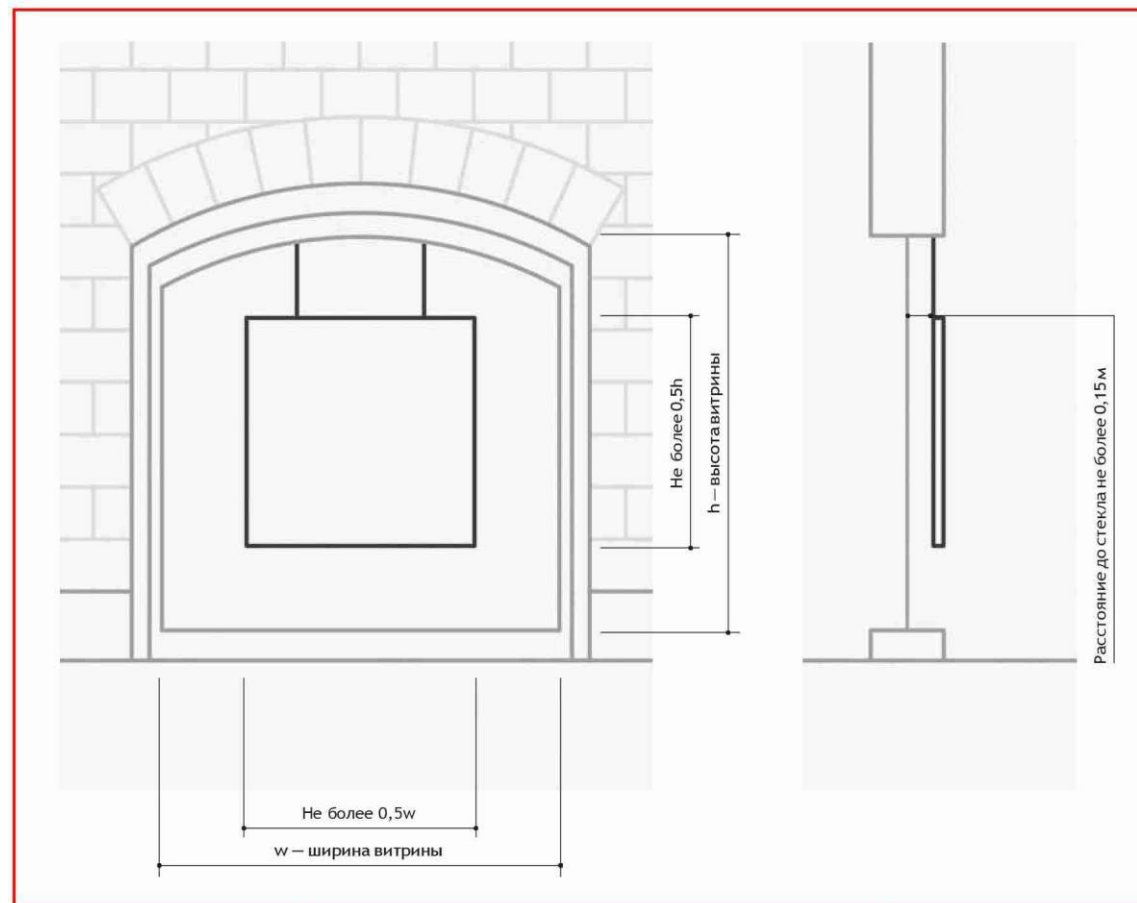 Не более 0,5h
h — высота витрины
Расстояние до стекла не более 0,15 м
Не более 0,5w
w — ширина витрины